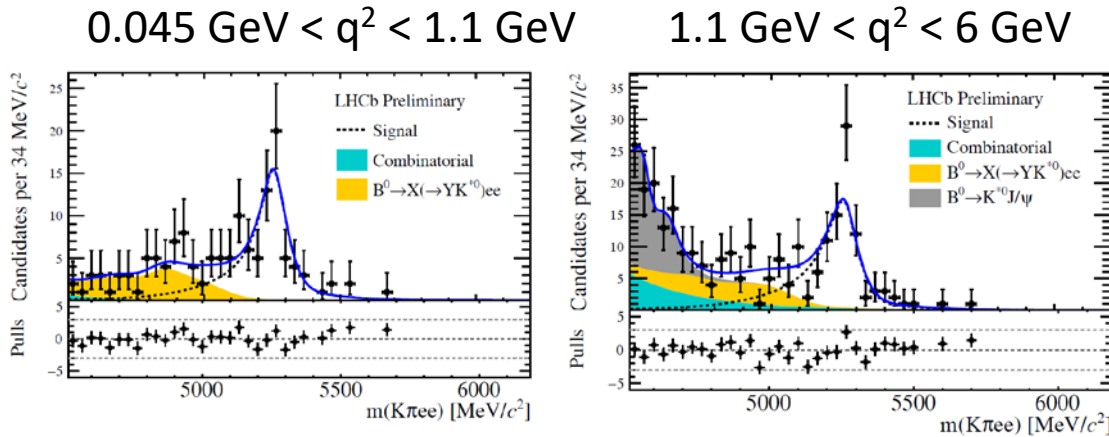 0.045 GeV < q² < 1.1 GeV
1.1 GeV < q² < 6 GeV
Candidates per 34 MeV/c²
25
20
15
10
5
LHCb Preliminary
Signal
Combinatorial
B⁰→X(→YK*⁰)ee
Pulls
5
0
−5
5000
5500
6000
m(Kπee) [MeV/c²]
Candidates per 34 MeV/c²
35
30
25
20
15
10
5
LHCb Preliminary
Signal
Combinatorial
B⁰→X(→YK*⁰)ee
B⁰→K*⁰J/ψ
Pulls
5
0
−5
5000
5500
6000
m(Kπee) [MeV/c²]